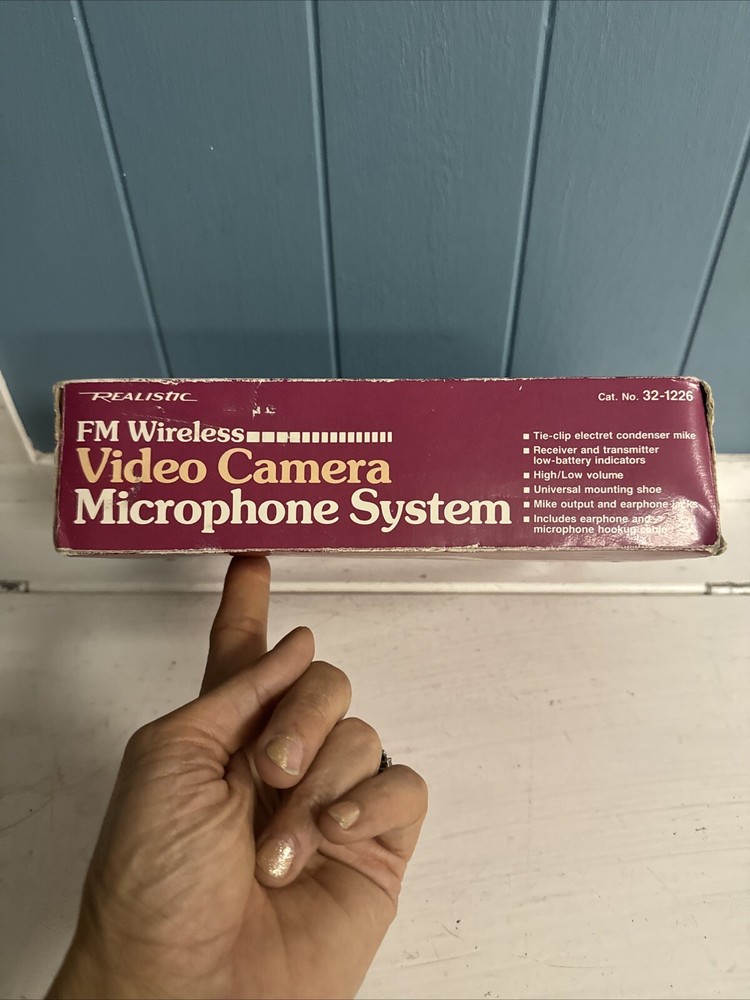 REALISTIC
Cat. No. 32-1226
FM Wireless
Video Camera
Microphone System
■ Tie-clip electret condenser mike
■ Receiver and transmitter
low-battery indicators
■ High/Low volume
■ Universal mounting shoe
■ Mike output and earphone jacks
■ Includes earphone and
microphone hookup cable